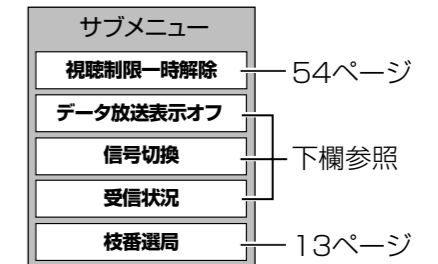 サブメニュー
視聴制限一時解除
54ページ
データ放送表示オフ
信号切換
下欄参照
受信状況
枝番選局
13ページ